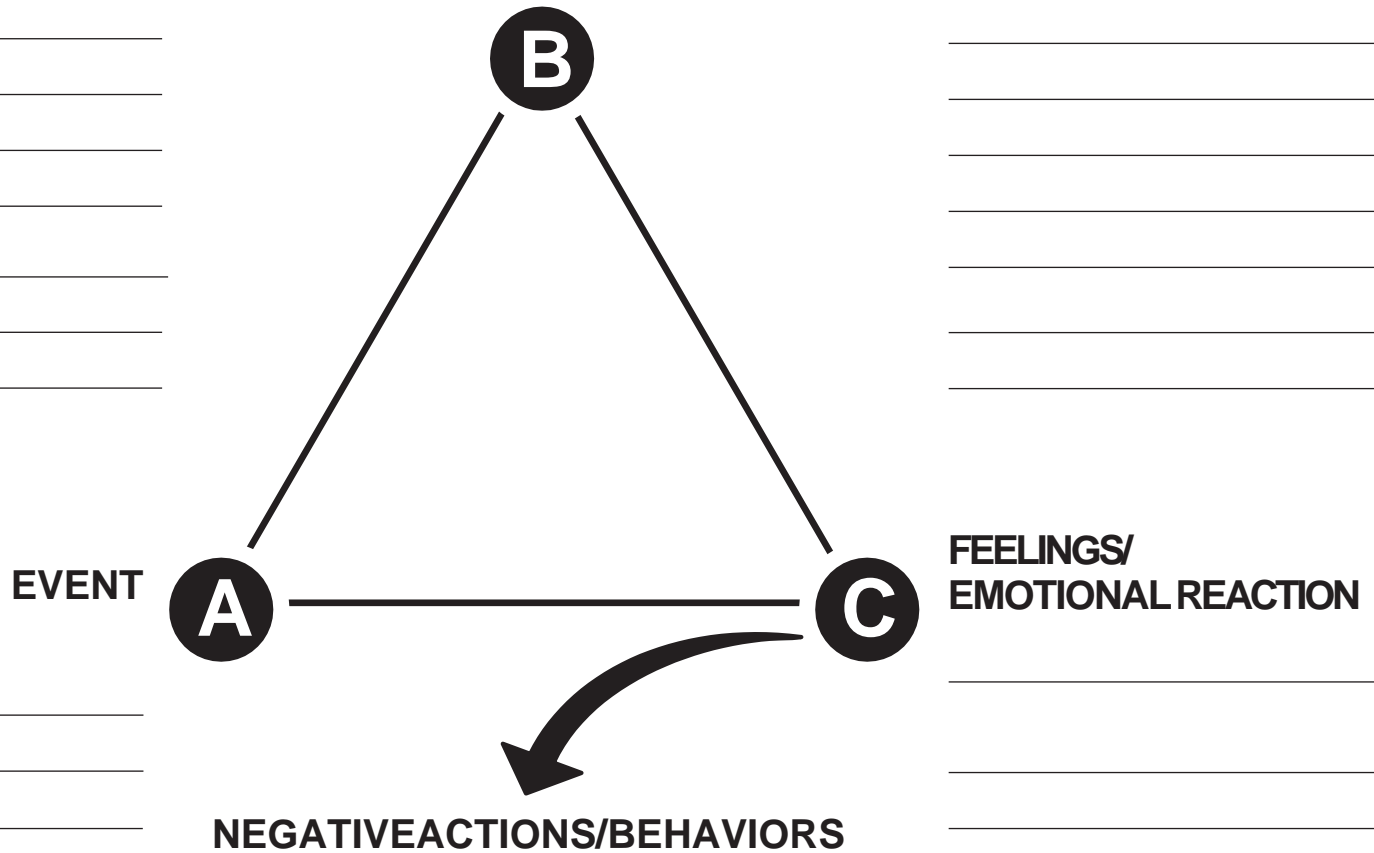 B
EVENT
A
C
FEELINGS/
EMOTIONAL REACTION
NEGATIVEACTIONS/BEHAVIORS